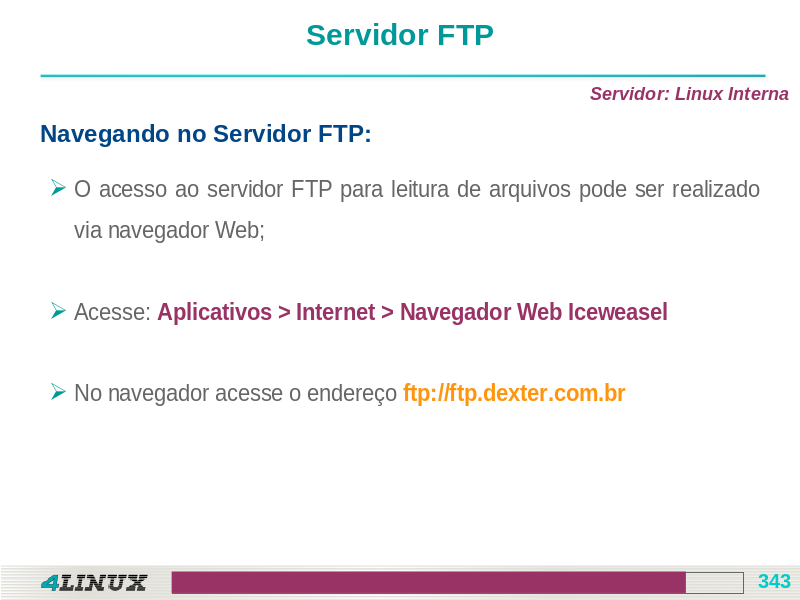 Servidor FTP
Servidor: Linux Interna
Navegando no Servidor FTP:
O acesso ao servidor FTP para leitura de arquivos pode ser realizado
via navegador Web;
Acesse: Aplicativos > Internet > Navegador Web Iceweasel
No navegador acesse o endereço ftp://ftp.dexter.com.br
4LINUX
343